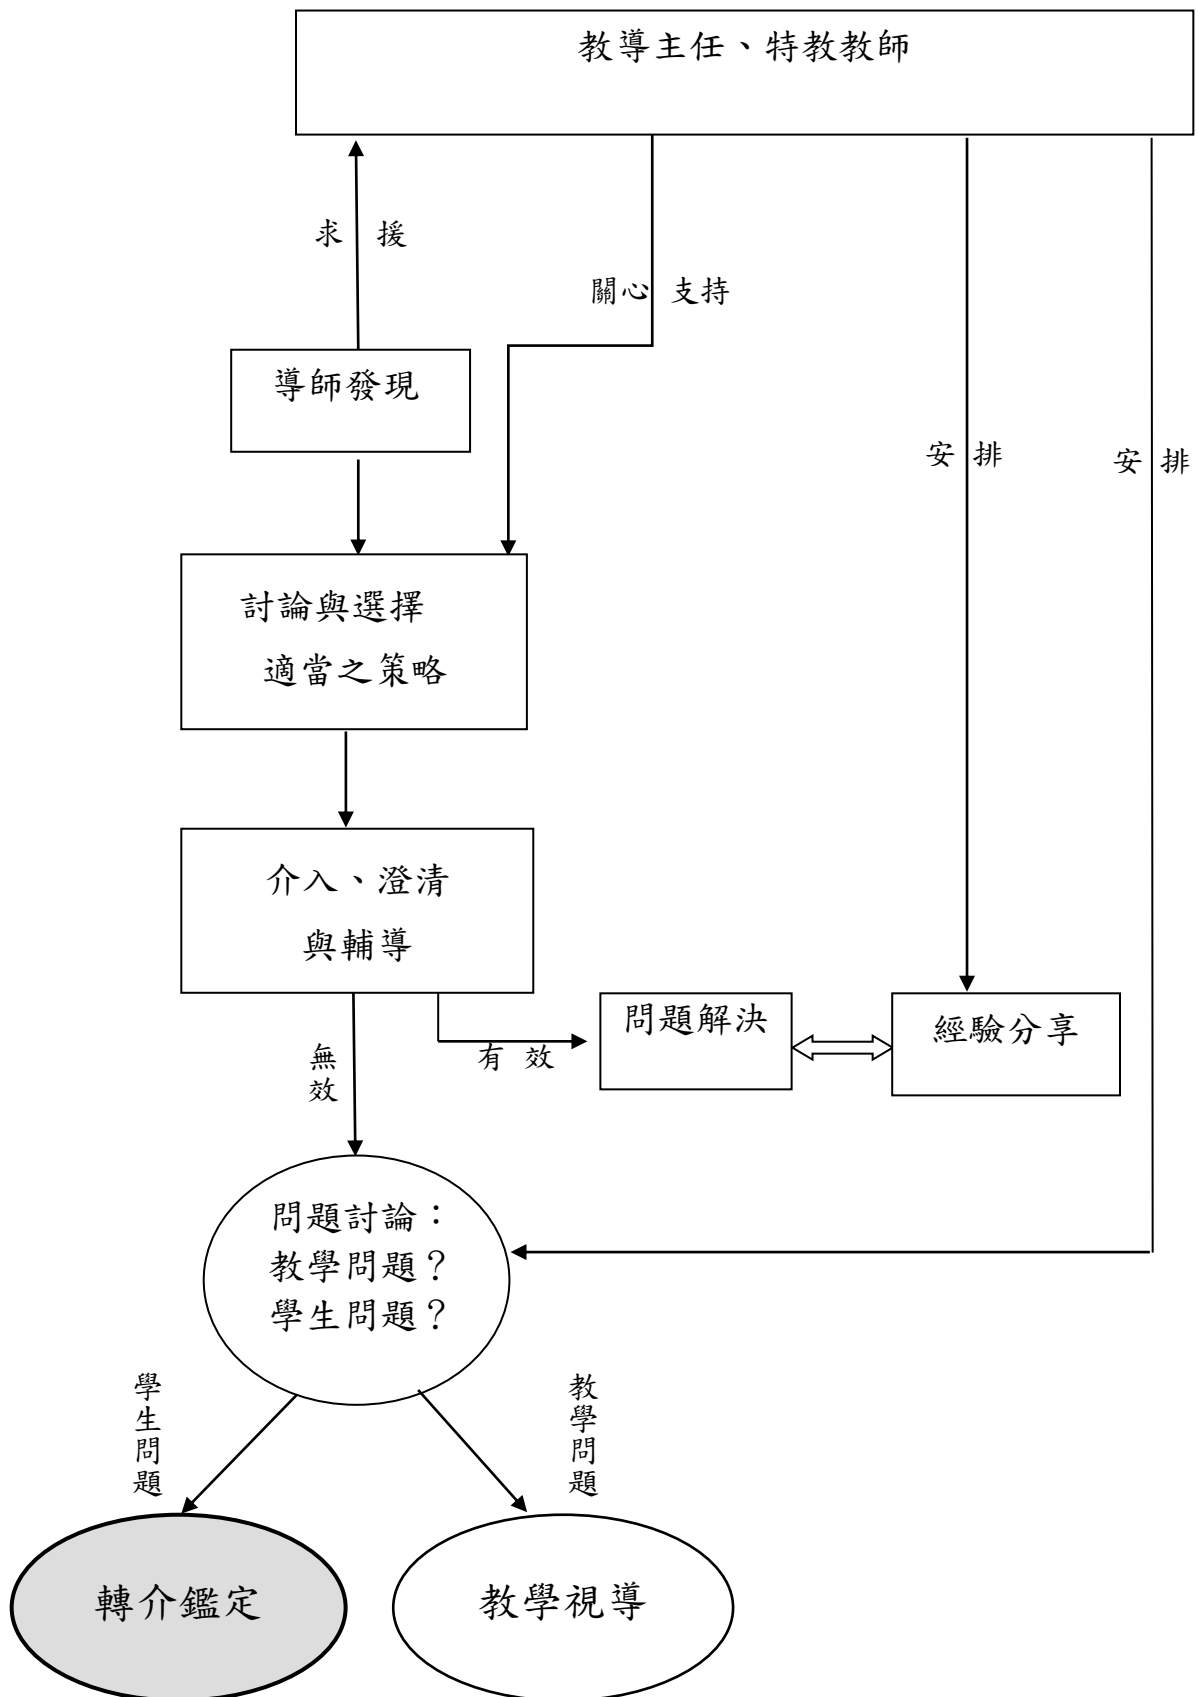 教導主任、特教教師
求 援
關心 支持
導師發現
安 排
安 排
討論與選擇
適當之策略
介入、澄清
與輔導
問題解決
經驗分享
有 效
無
效
問題討論：
教學問題？
學生問題？
學
生
問
題
教
學
問
題
轉介鑑定
教學視導